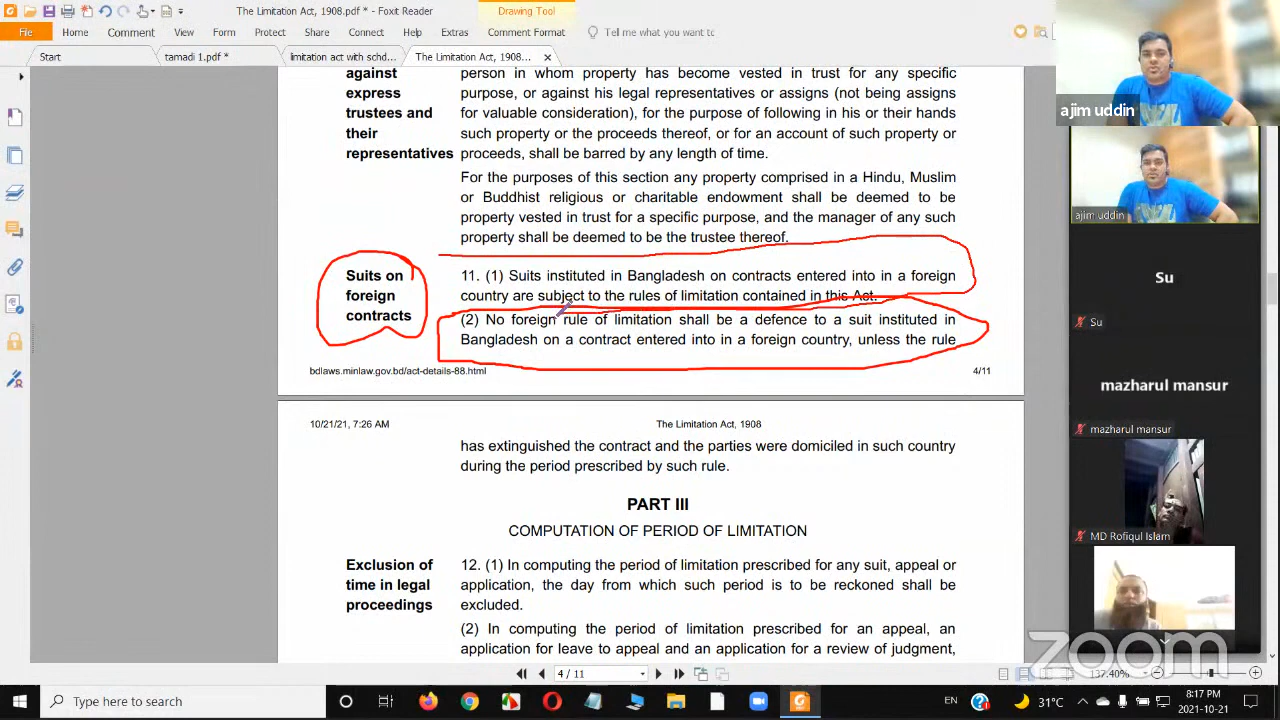 The Limitation Act, 1908.pdf * - Foxit Reader
Drawing Tool
File Home Comment View Form Protect Share Connect Help Extras Comment Format Tell me what you want to
Start tamadi 1.pdf * limitation act with schd... The Limitation Act, 1908...
against person in whom property has become vested in trust for any specific
express purpose, or against his legal representatives or assigns (not being assigns
trustees and for valuable consideration), for the purpose of following in his or their hands
their such property or the proceeds thereof, or for an account of such property or
representatives proceeds, shall be barred by any length of time.
For the purposes of this section any property comprised in a Hindu, Muslim
or Buddhist religious or charitable endowment shall be deemed to be
property vested in trust for a specific purpose, and the manager of any such
property shall be deemed to be the trustee thereof.
Suits on 11. (1) Suits instituted in Bangladesh on contracts entered into in a foreign
foreign country are subject to the rules of limitation contained in this Act.
contracts (2) No foreign rule of limitation shall be a defence to a suit instituted in
Bangladesh on a contract entered into in a foreign country, unless the rule
bdlaws.minlaw.gov.bd/act-details-88.html 4/11
10/21/21, 7:26 AM The Limitation Act, 1908
has extinguished the contract and the parties were domiciled in such country
during the period prescribed by such rule.
PART III
COMPUTATION OF PERIOD OF LIMITATION
Exclusion of 12. (1) In computing the period of limitation prescribed for any suit, appeal or
time in legal application, the day from which such period is to be reckoned shall be
proceedings excluded.
(2) In computing the period of limitation prescribed for an appeal, an
application for leave to appeal and an application for a review of judgment,
4 / 11
137.40%
ajim uddin
ajim uddin
Su
Su
mazharul mansur
mazharul mansur
MD Rofiqul Islam
zoom
Type here to search
31°C
EN
8:17 PM
2021-10-21